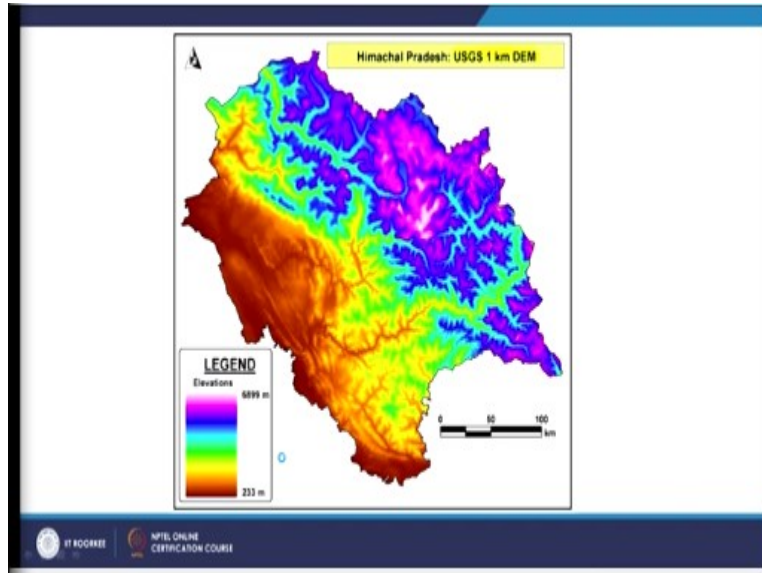 Himachal Pradesh: USGS 1 km DEM
LEGEND
Elevations
6899 m
233 m
0 50 100
km
IIT ROORKEE
NPTEL ONLINE
CERTIFICATION COURSE